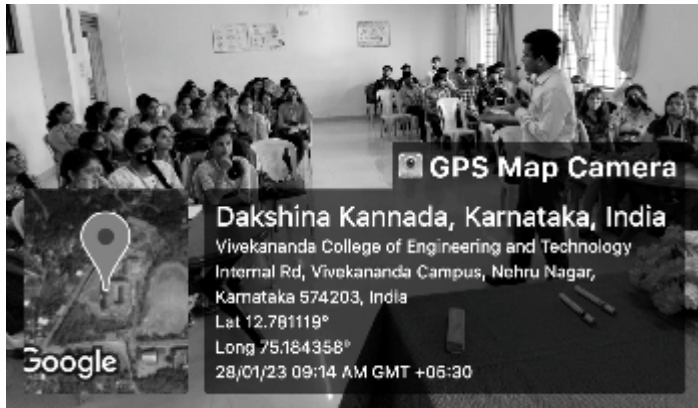 GPS Map Camera
Dakshina Kannada, Karnataka, India
Vivekananda College of Engineering and Technology
Internal Rd, Vivekananda Campus, Nehru Nagar,
Karnataka 574203, India
Lat 12.781119°
Long 75.184358°
28/01/23 09:14 AM GMT +05:30
Google